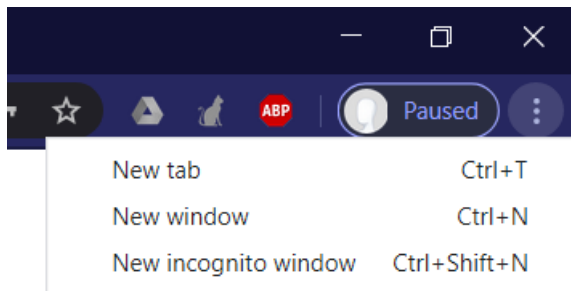 ABP Paused
New tab Ctrl+T
New window Ctrl+N
New incognito window Ctrl+Shift+N